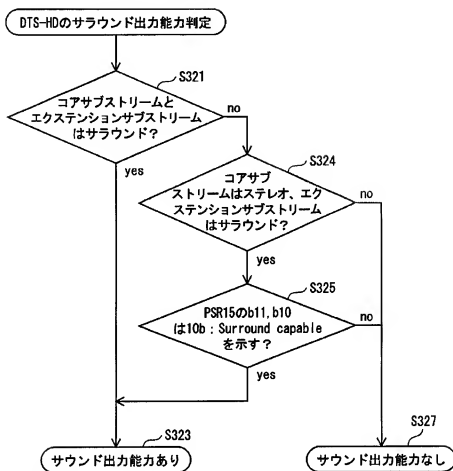 DTS-HDのサラウンド出力能力判定
S321
コアサブストリームと
エクステンションサブストリーム
はサラウンド?
no
yes
S324
コアサブ
ストリームはステレオ、エク
ステンションサブストリーム
はサラウンド?
no
yes
S325
PSR15のb11,b10
は10b:Surround capable
を示す?
no
yes
S323
サウンド出力能力あり
S327
サウンド出力能力なし